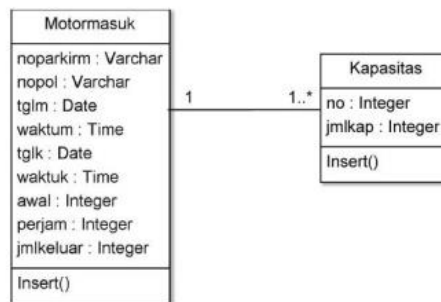 Motormasuk
noparkirm : Varchar
nopol : Varchar
tglm : Date
waktum : Time
tglk : Date
waktuk : Time
awal : Integer
perjam : Integer
jmlkeluar : Integer
Insert()
1
1..*
Kapasitas
no : Integer
jmlkap : Integer
Insert()